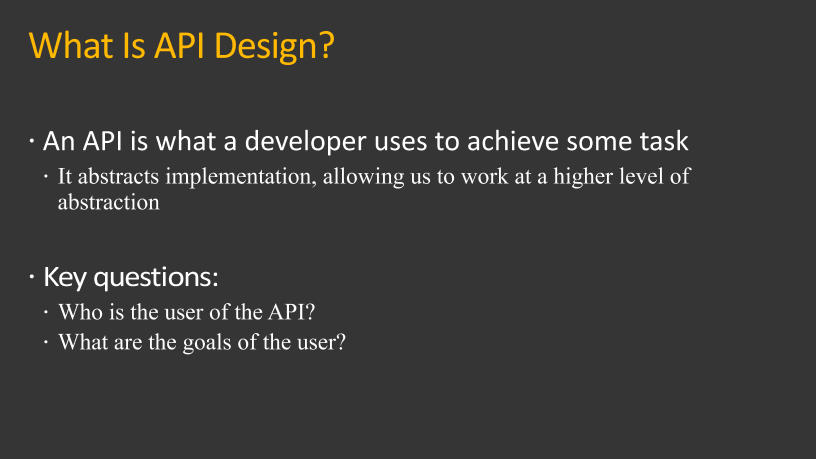 What Is API Design?
· An API is what a developer uses to achieve some task
· It abstracts implementation, allowing us to work at a higher level of
abstraction
· Key questions:
· Who is the user of the API?
· What are the goals of the user?